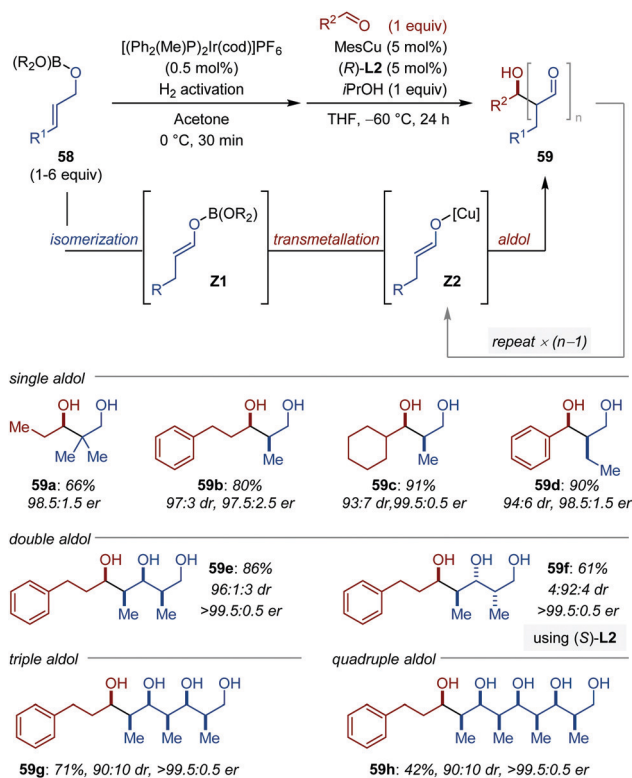 (R₂O)B
O
R¹
58
(1-6 equiv)
[(Ph2(Me)P)2Ir(cod)]PF6
(0.5 mol%)
H2 activation
Acetone
0 °C, 30 min
R² O (1 equiv)
MesCu (5 mol%)
(R)-L2 (5 mol%)
iPrOH (1 equiv)
THF, −60 °C, 24 h
HO O
R²
R¹
n
59
isomerization
O B(OR2)
R
Z1
transmetallation
O [Cu]
R
Z2
aldol
repeat × (n−1)
single aldol
OH OH
Me
Me Me
59a: 66%
98.5:1.5 er
OH OH
Me
59b: 80%
97:3 dr, 97.5:2.5 er
OH OH
Me
59c: 91%
93:7 dr,99.5:0.5 er
OH OH
Me
59d: 90%
94:6 dr, 98.5:1.5 er
double aldol
OH OH OH
Me Me
59e: 86%
96:1:3 dr
>99.5:0.5 er
OH OH OH
Me Me
59f: 61%
4:92:4 dr
>99.5:0.5 er
using (S)-L2
triple aldol
OH OH OH OH
Me Me Me
59g: 71%, 90:10 dr, >99.5:0.5 er
quadruple aldol
OH OH OH OH OH
Me Me Me Me
59h: 42%, 90:10 dr, >99.5:0.5 er